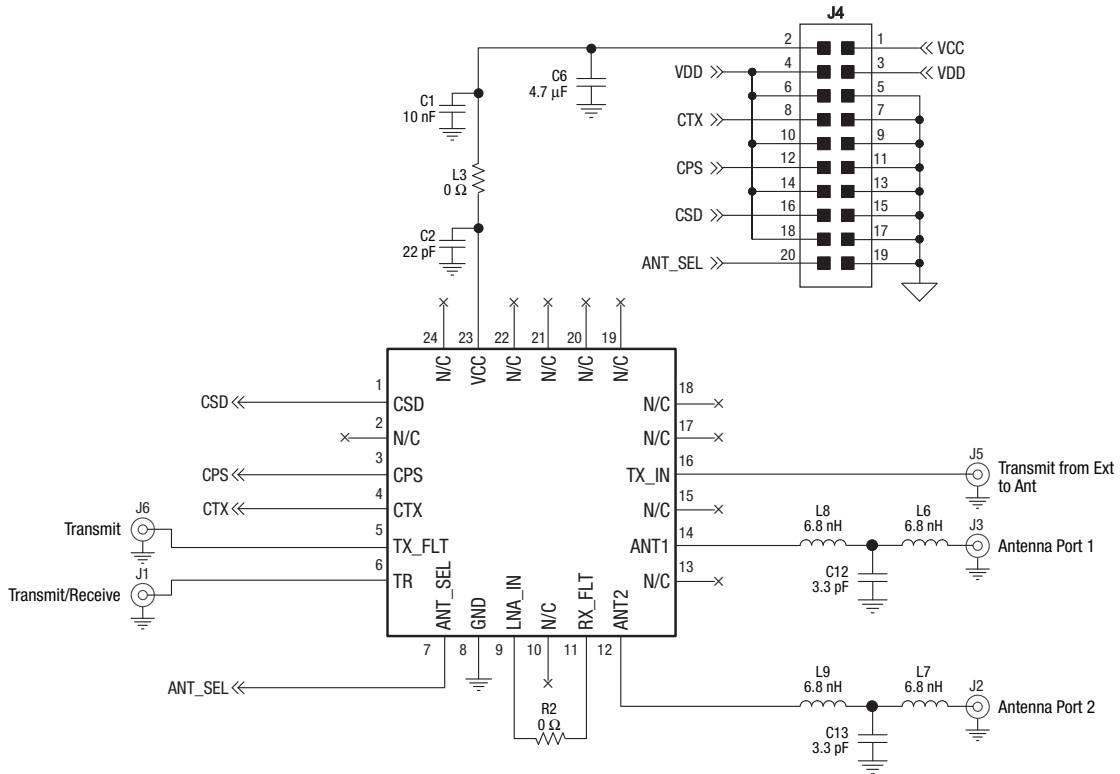 J4
2
1
VCC
VDD
4
3
VDD
6
5
CTX
8
7
10
9
CPS
12
11
14
13
CSD
16
15
18
17
ANT_SEL
20
19
C6
4.7 µF
C1
10 nF
L3
0 Ω
C2
22 pF
24
23
22
21
20
19
N/C
VCC
N/C
N/C
N/C
N/C
CSD
1
CSD
2
N/C
CPS
3
CPS
CTX
4
CTX
Transmit
J6
5
TX_FLT
Transmit/Receive
J1
6
TR
N/C
18
N/C
17
TX_IN
16
J5
Transmit from Ext
to Ant
N/C
15
ANT1
14
L8
6.8 nH
L6
6.8 nH
J3
Antenna Port 1
C12
3.3 pF
N/C
13
ANT_SEL
GND
LNA_IN
N/C
RX_FLT
ANT2
7
8
9
10
11
12
ANT_SEL
R2
0 Ω
L9
6.8 nH
L7
6.8 nH
J2
Antenna Port 2
C13
3.3 pF